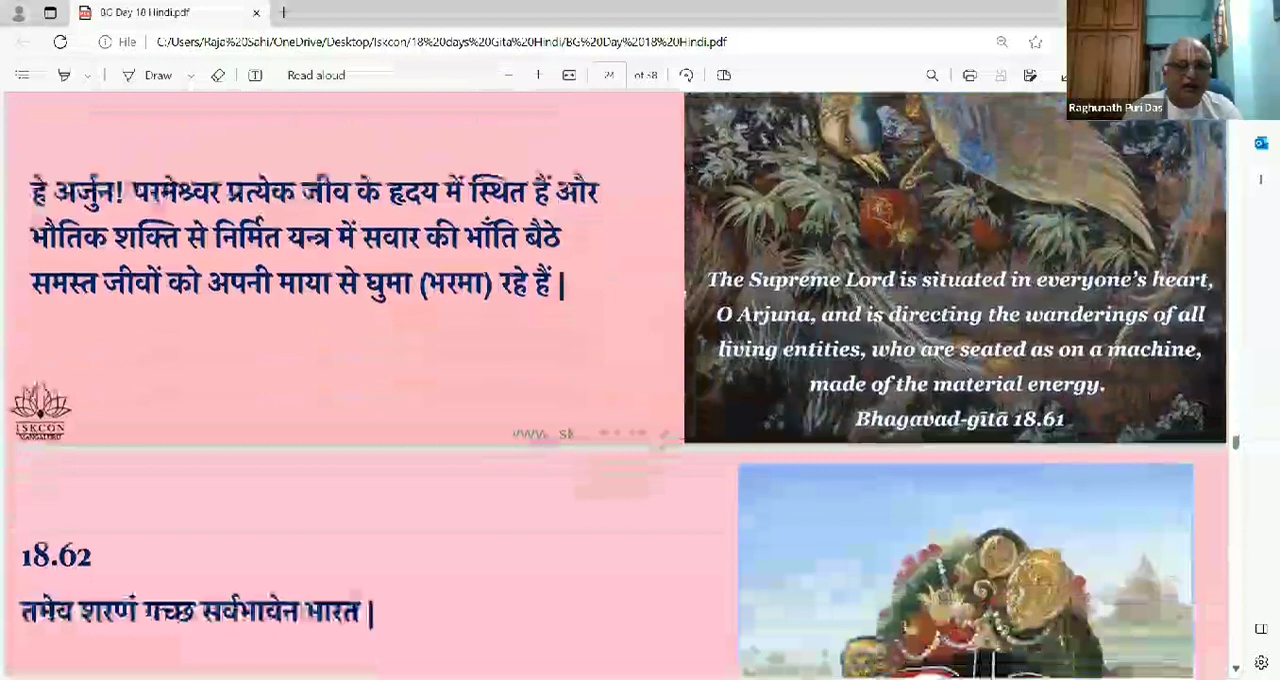 BG Day 18 Hindi.pdf
File
C:/Users/Raja%20Sahi/OneDrive/Desktop/Iskcon/18%20days%20Gita%20Hindi/BG%20Day%2018%20Hindi.pdf
Draw
Read aloud
24 of 58
Raghunath Puri Das
हे अर्जुन! परमेश्र्वर प्रत्येक जीव के हृदय में स्थित हैं और
भौतिक शक्ति से निर्मित यन्त्र में सवार की भाँति बैठे
समस्त जीवों को अपनी माया से घुमा (भरमा) रहे हैं |
The Supreme Lord is situated in everyone's heart,
O Arjuna, and is directing the wanderings of all
living entities, who are seated as on a machine,
made of the material energy.
Bhagavad-gītā 18.61
ISKCON
18.62
तमेव शरणं गच्छ सर्वभावेन भारत |